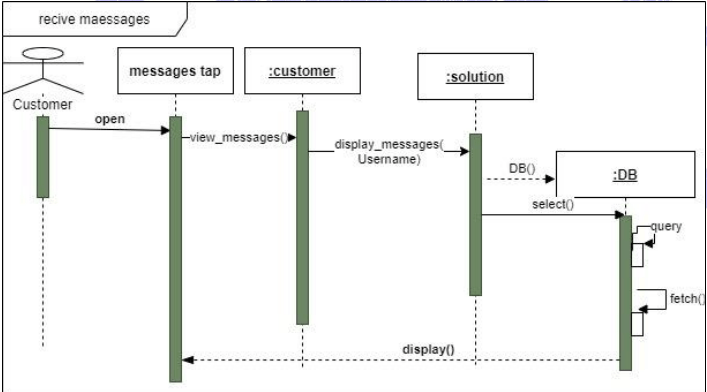 recive maessages
messages tap
:customer
:solution
Customer
open
view_messages()
display_messages(
Username)
DB()
:DB
select()
query
fetch()
display()